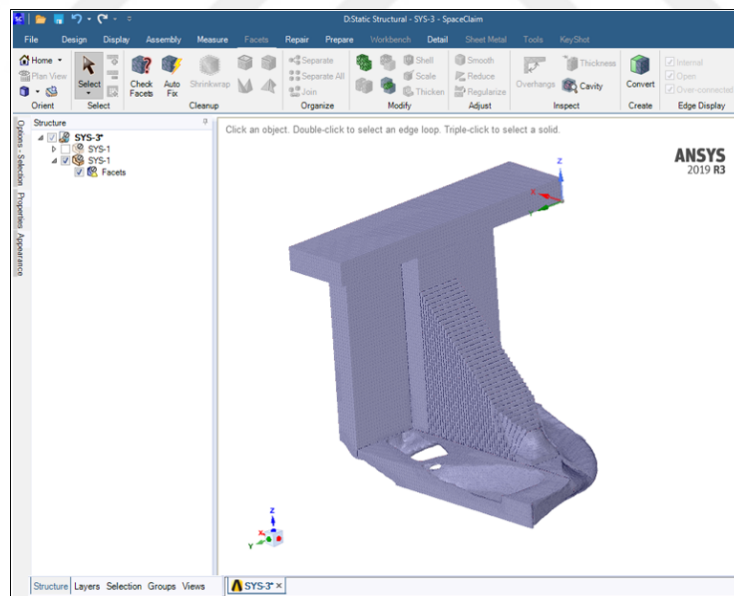 D:Static Structural - SYS-3 - SpaceClaim
File Design Display Assembly Measure Facets Repair Prepare Workbench Detail Sheet Metal Tools KeyShot
Home
Plan View
Orient
Select
Select
Check Facets
Auto Fix
Shrinkwrap
Cleanup
Separate
Separate All
Join
Organize
Shell
Scale
Thicken
Modify
Smooth
Reduce
Regularize
Adjust
Overhangs
Thickness
Cavity
Inspect
Convert
Create
Internal
Open
Over-connected
Edge Display
Options - Selection
Properties
Appearance
Structure
SYS-3*
SYS-1
SYS-1
Facets
Click an object. Double-click to select an edge loop. Triple-click to select a solid.
ANSYS
2019 R3
Z
X
Y
Z
X
Y
Structure Layers Selection Groups Views
SYS-3* ×